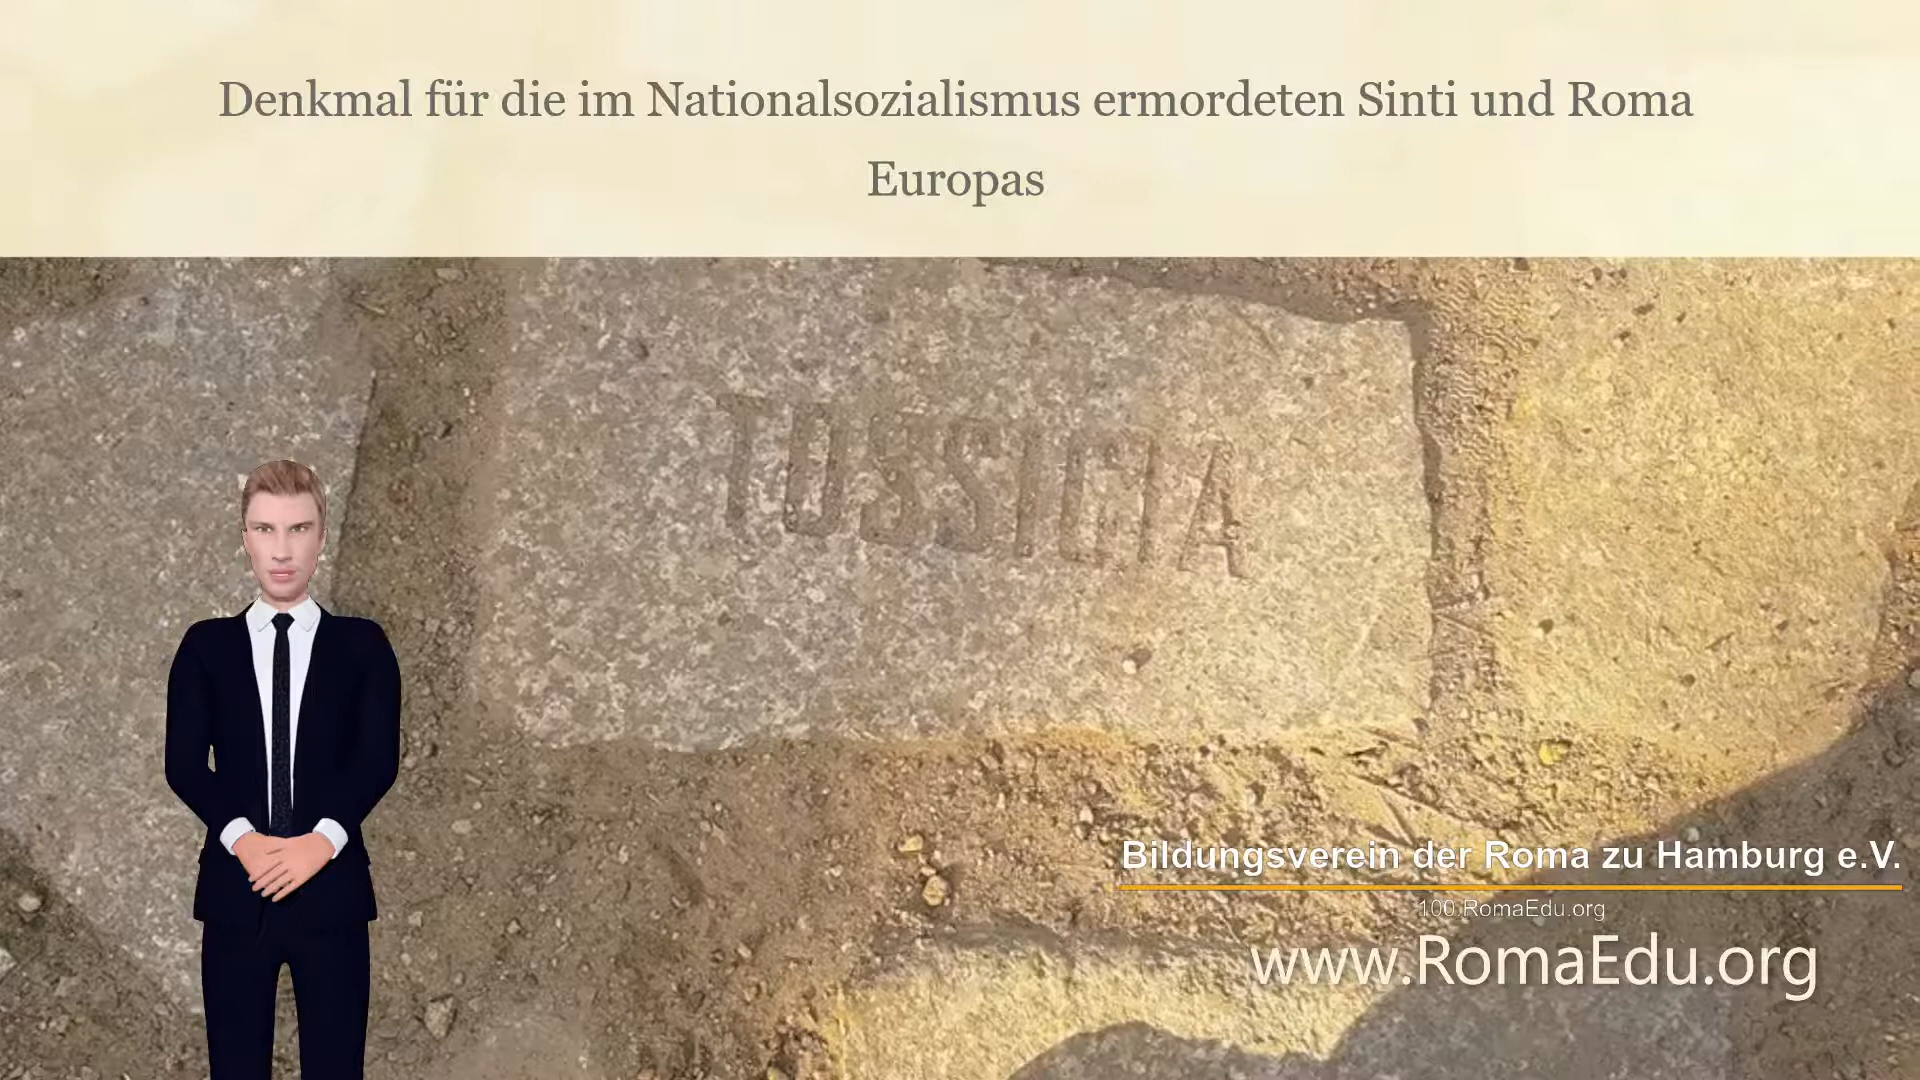 Denkmal für die im Nationalsozialismus ermordeten Sinti und Roma
Europas
TOSSICIA
Bildungsverein der Roma zu Hamburg e.V.
100.RomaEdu.org
www.RomaEdu.org